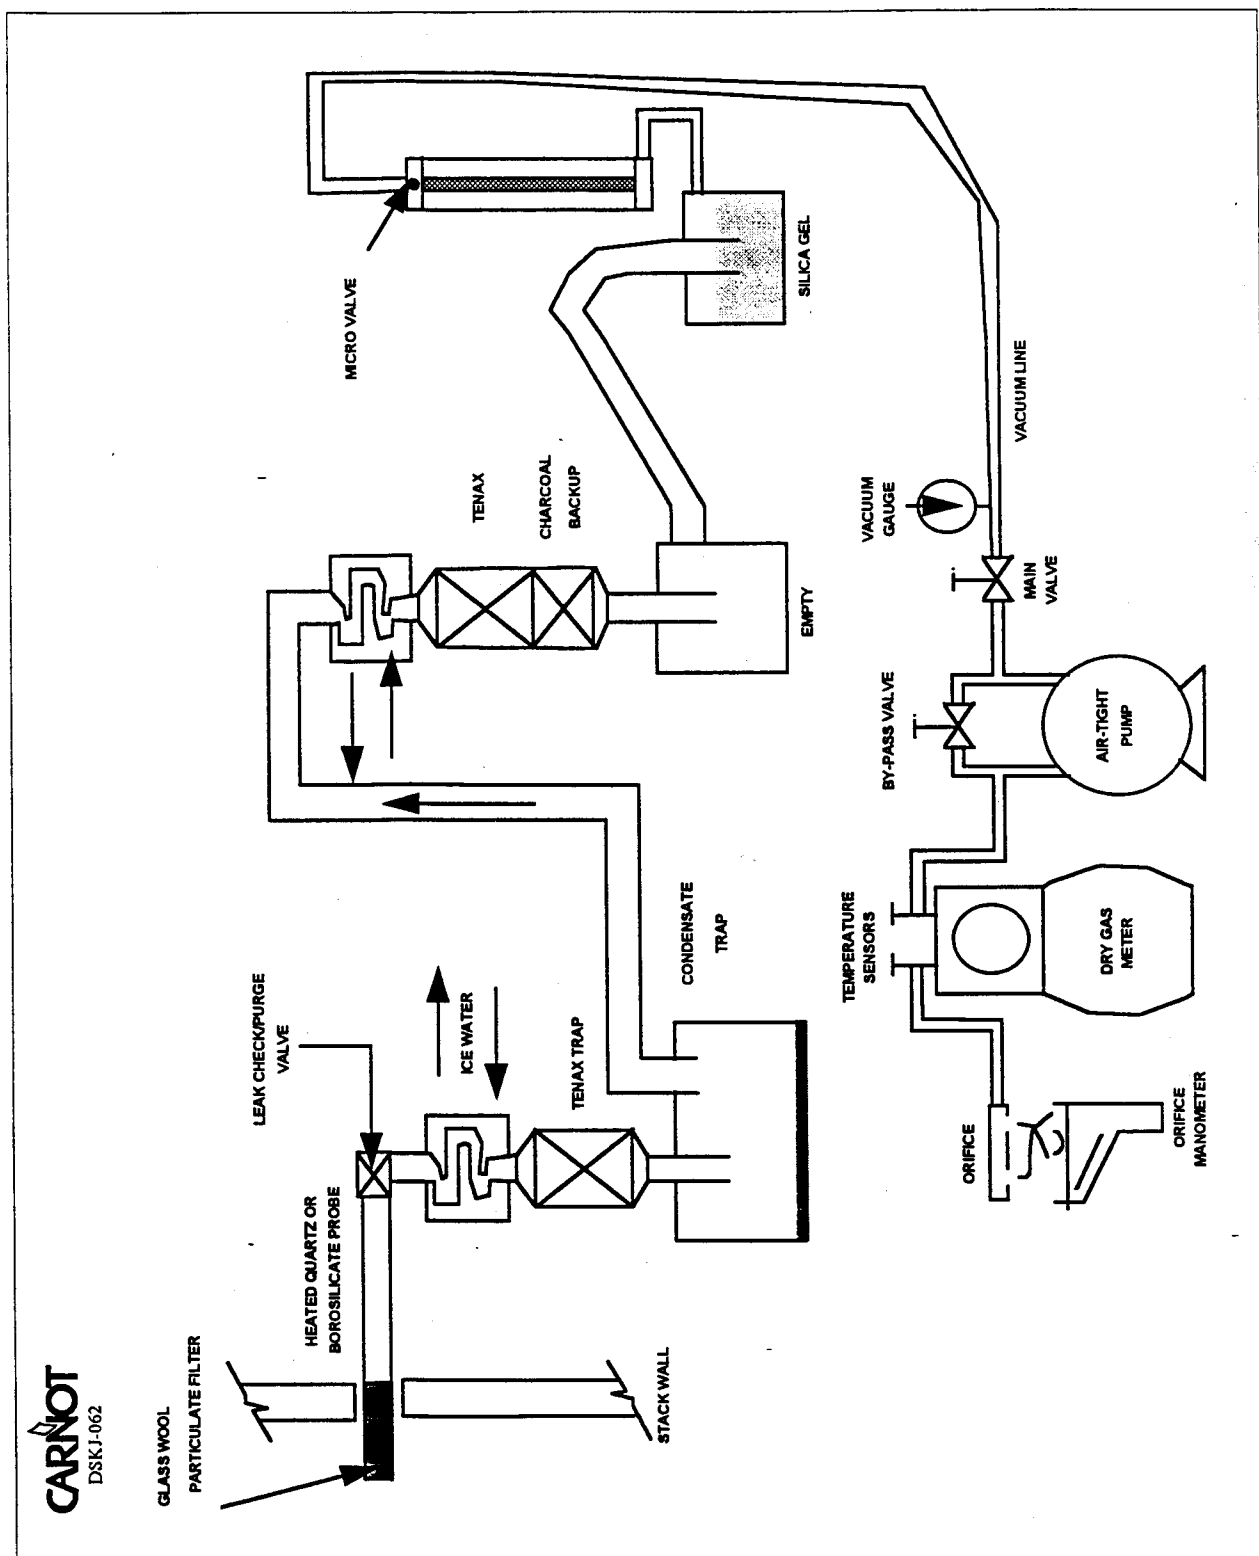 CARNOT
DSKJ-062
GLASS WOOL
PARTICULATE FILTER
HEATED QUARTZ OR
BOROSILICATE PROBE
LEAK CHECK/PURGE
VALVE
STACK WALL
ICE WATER
TENAX TRAP
CONDENSATE
TRAP
TENAX
CHARCOAL
BACKUP
EMPTY
MICRO VALVE
SILICA GEL
VACUUM LINE
VACUUM
GAUGE
MAIN
VALVE
BY-PASS VALVE
AIR-TIGHT
PUMP
TEMPERATURE
SENSORS
DRY GAS
METER
ORIFICE
ORIFICE
MANOMETER